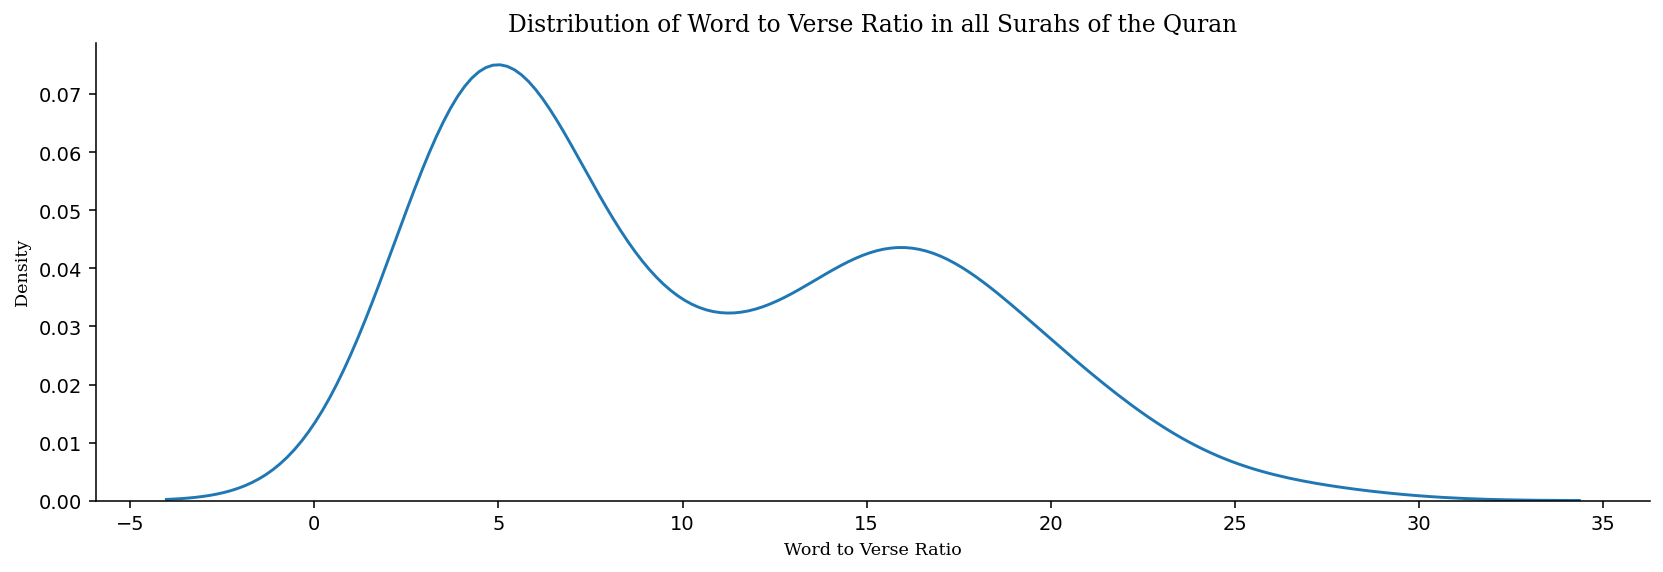 Distribution of Word to Verse Ratio in all Surahs of the Quran
0.07
0.06
0.05
0.04
0.03
0.02
0.01
0.00
Density
−5 0 5 10 15 20 25 30 35
Word to Verse Ratio